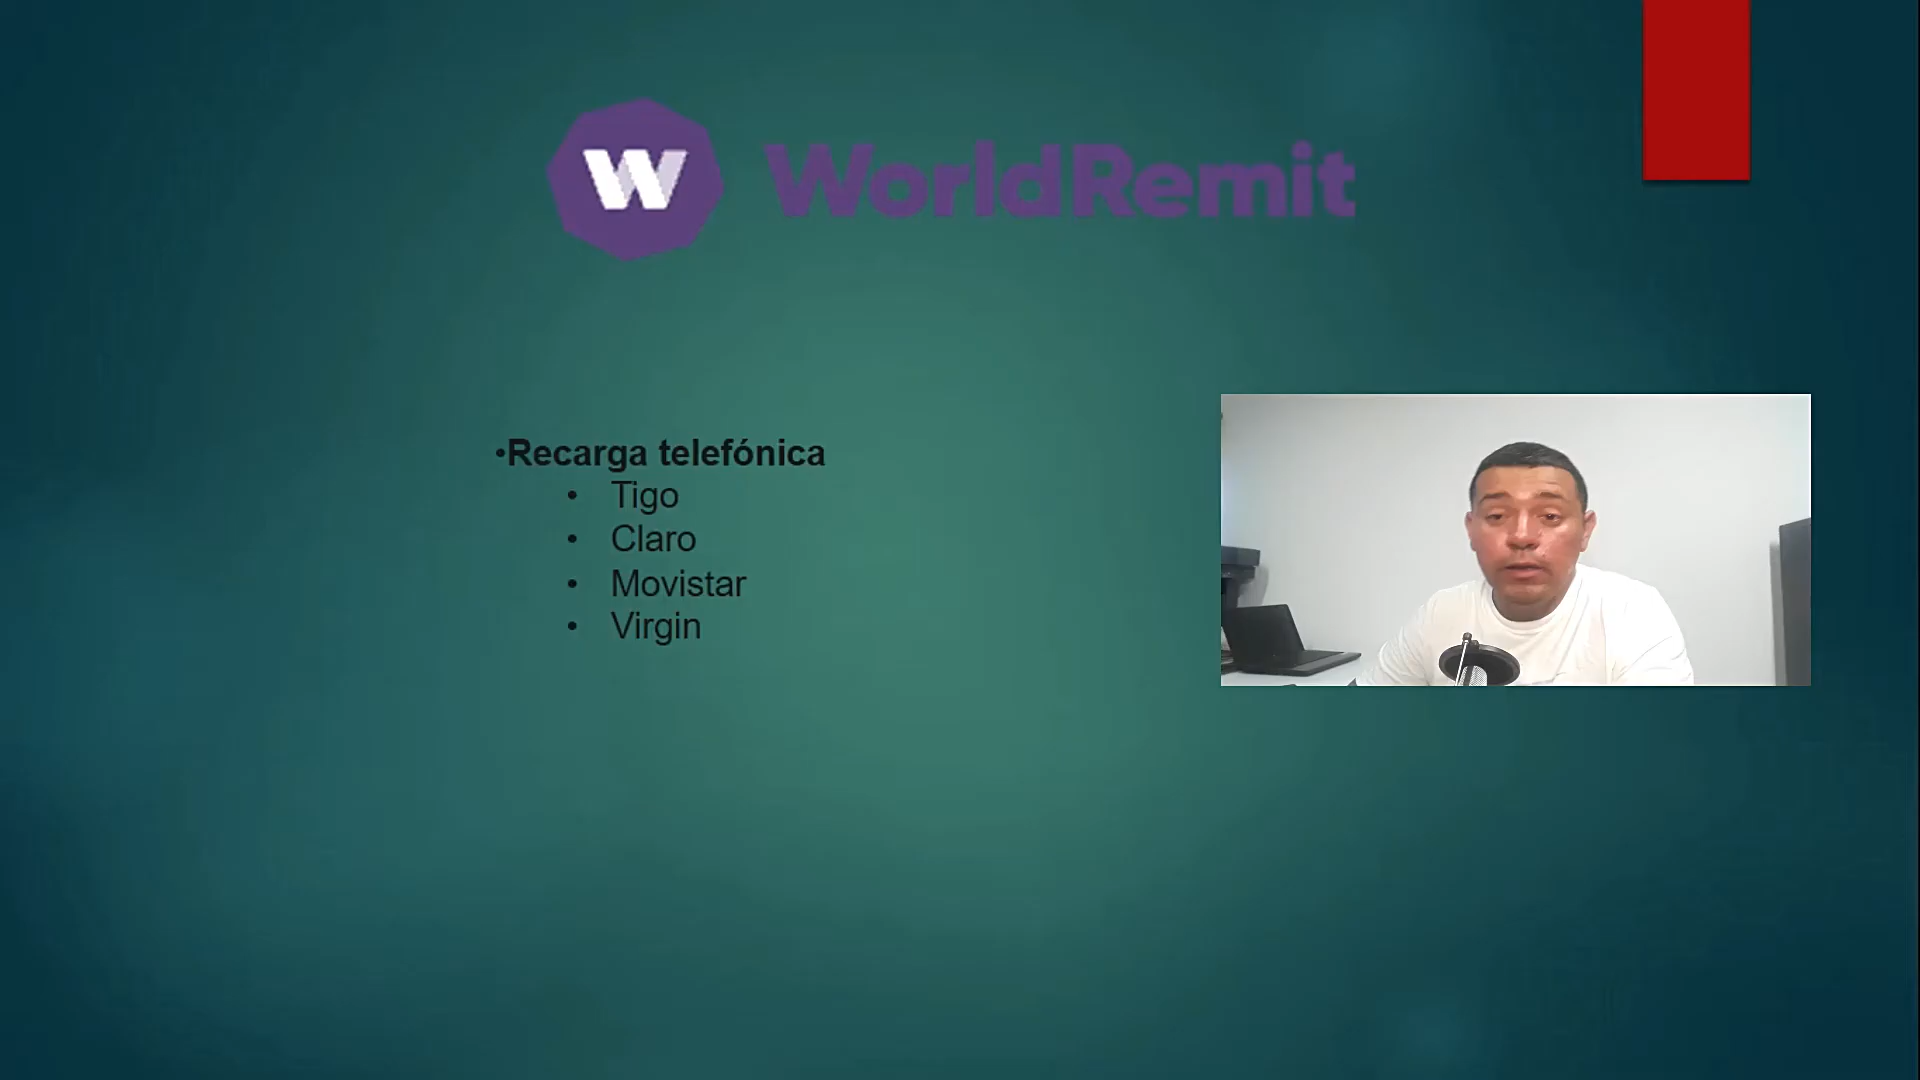 W WorldRemit
•Recarga telefónica
• Tigo
• Claro
• Movistar
• Virgin